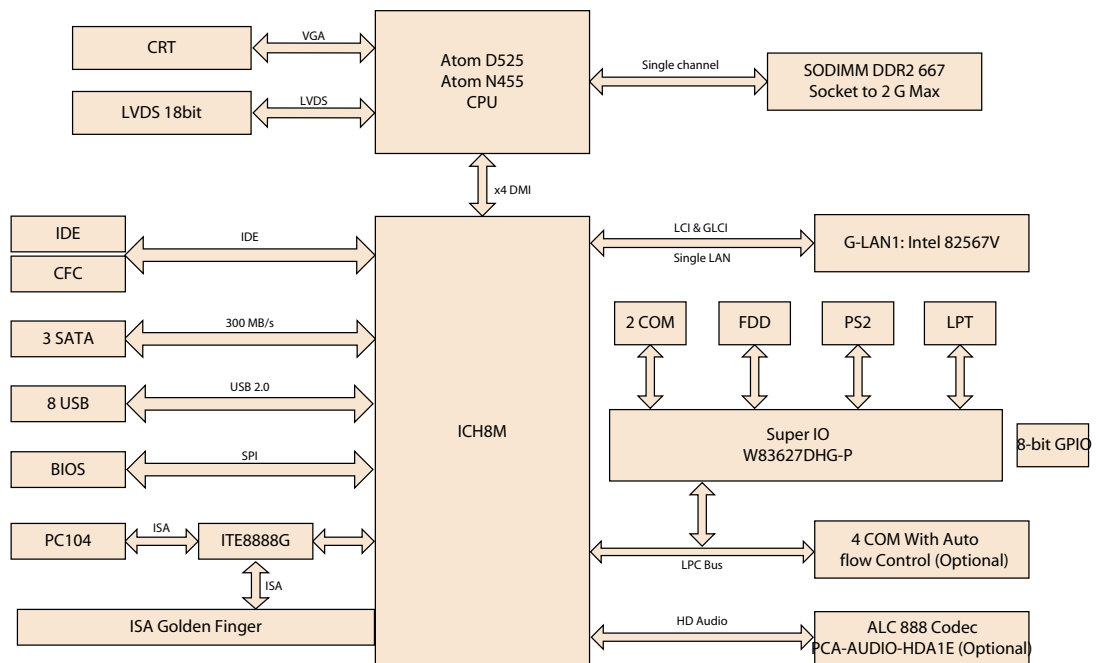 CRT
VGA
Atom D525
Atom N455
CPU
Single channel
SODIMM DDR2 667
Socket to 2 G Max
LVDS 18bit
LVDS
x4 DMI
IDE
CFC
IDE
LCI & GLCI
Single LAN
G-LAN1: Intel 82567V
3 SATA
300 MB/s
2 COM
FDD
PS2
LPT
8 USB
USB 2.0
ICH8M
Super IO
W83627DHG-P
8-bit GPIO
BIOS
SPI
PC104
ISA
ITE8888G
ISA
ISA Golden Finger
LPC Bus
4 COM With Auto
flow Control (Optional)
HD Audio
ALC 888 Codec
PCA-AUDIO-HDA1E (Optional)